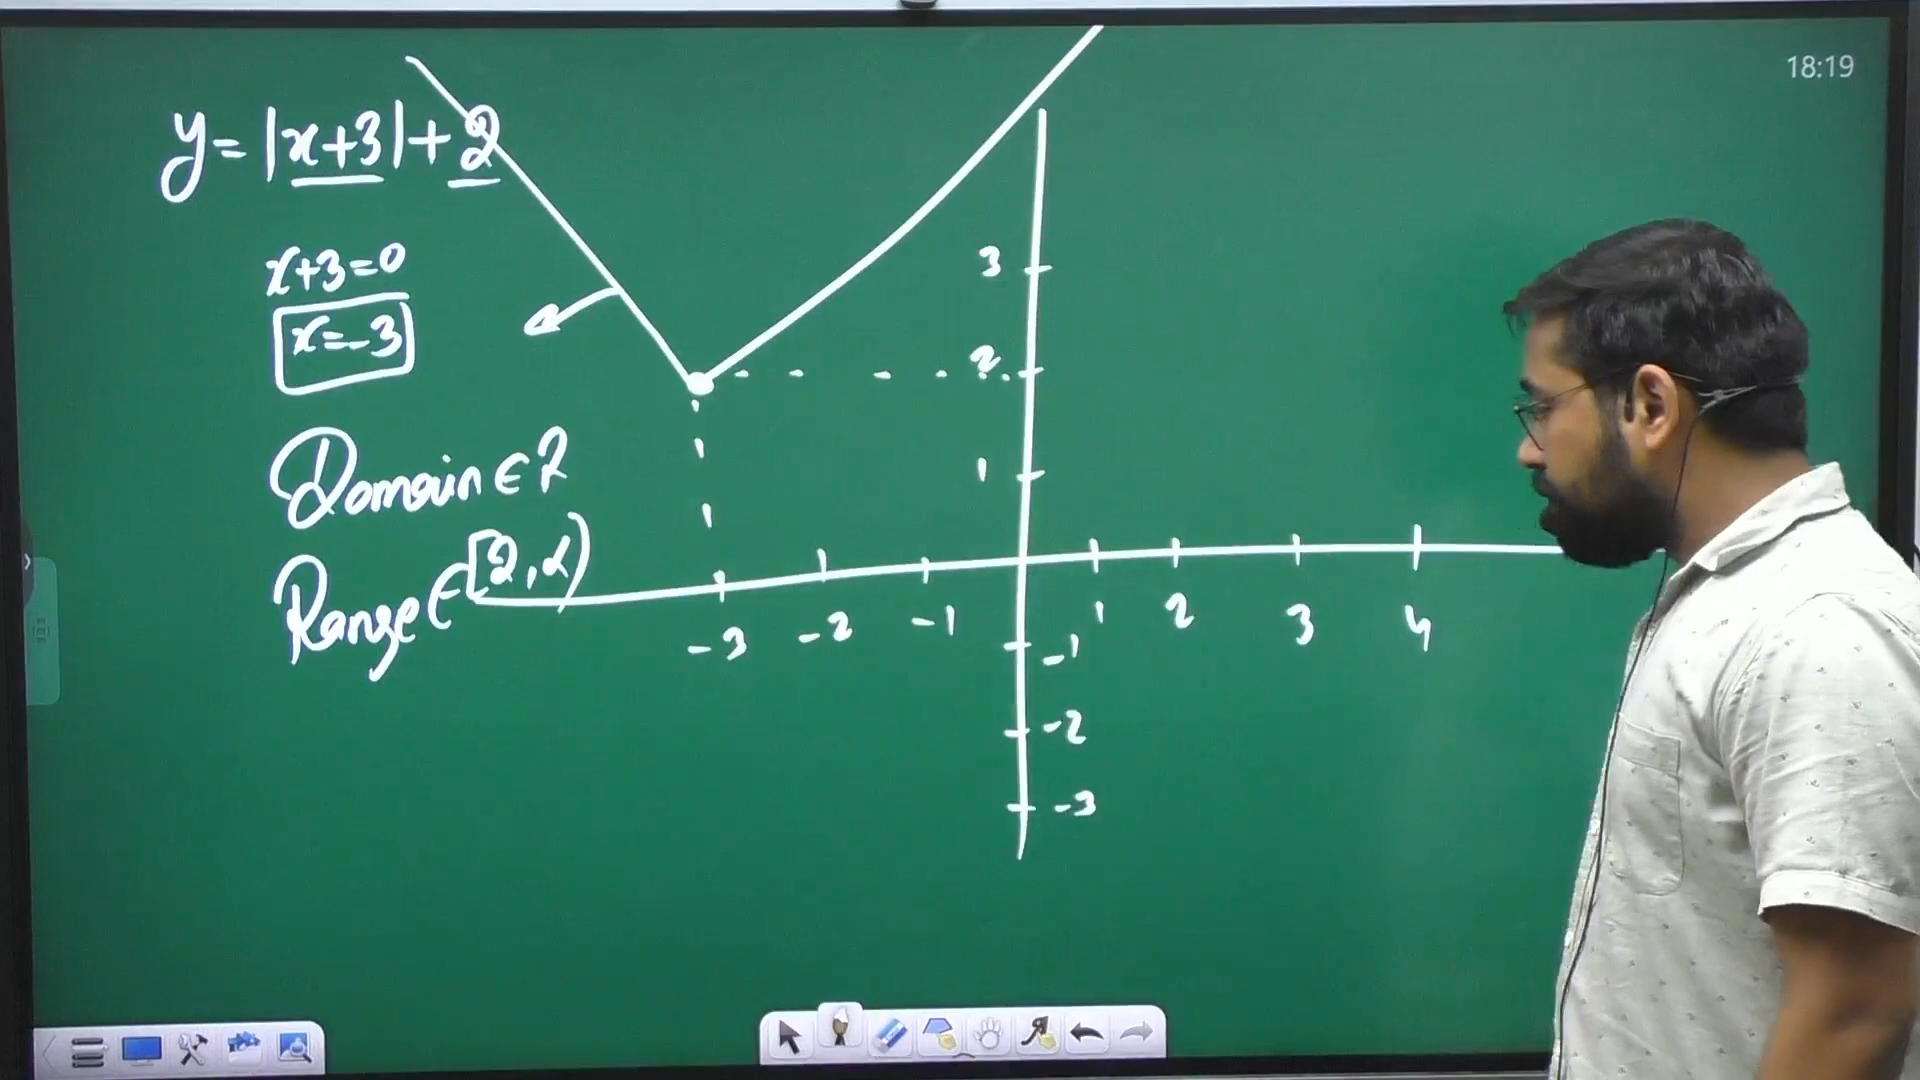 18:19
y = |x+3| + 2
x+3=0
x=-3
Domain ∈ R
Range ∈ [2, ∞)
3
2
1
-3 -2 -1 1 2 3 4
-1
-2
-3